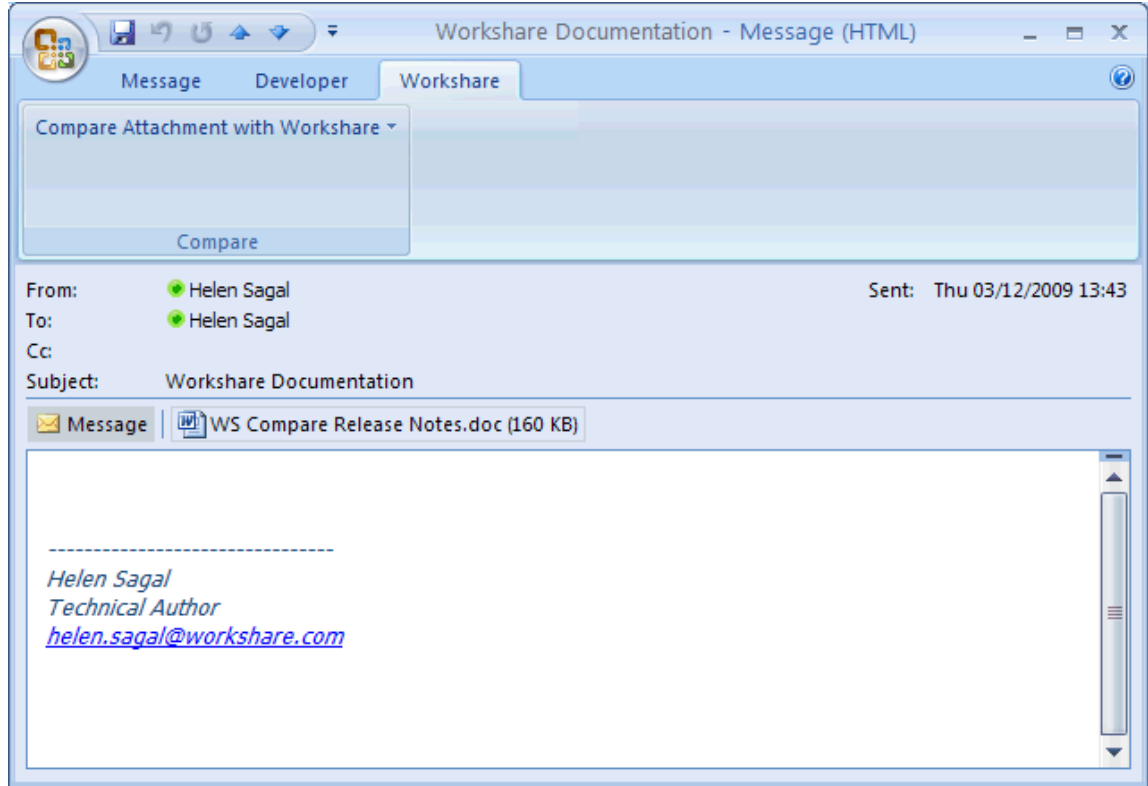 Workshare Documentation - Message (HTML)
Message Developer Workshare
Compare Attachment with Workshare
Compare
From: Helen Sagal Sent: Thu 03/12/2009 13:43
To: Helen Sagal
Cc:
Subject: Workshare Documentation
Message WS Compare Release Notes.doc (160 KB)
--------------------------------
Helen Sagal
Technical Author
helen.sagal@workshare.com